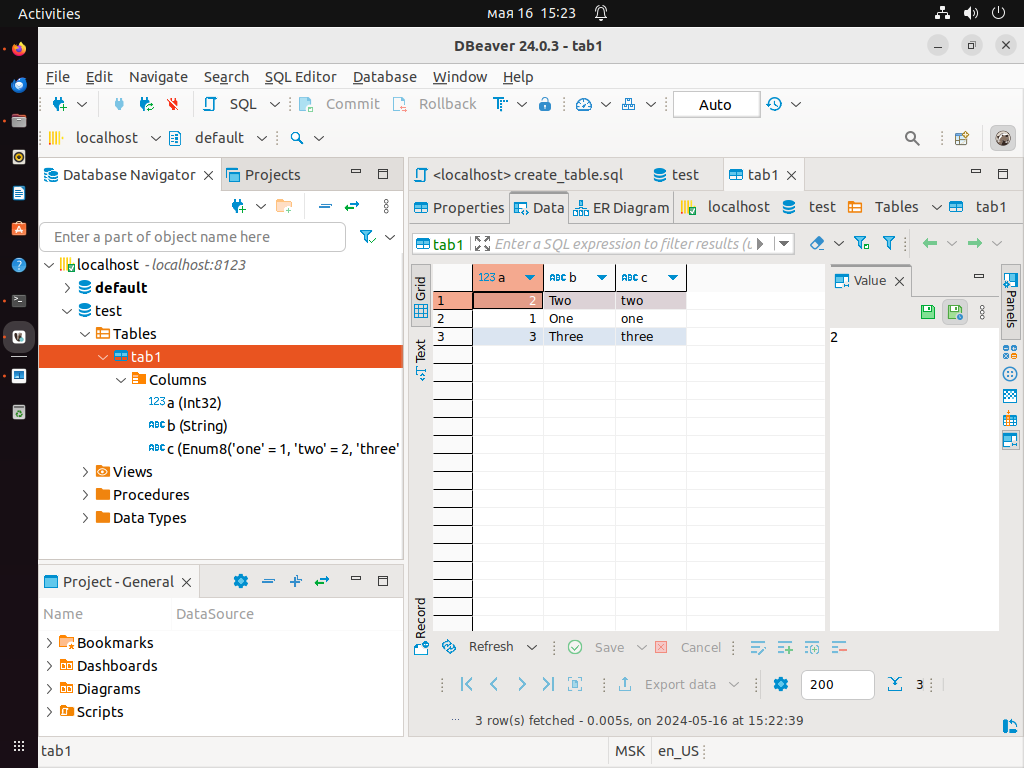 Activities мая 16 15:23
DBeaver 24.0.3 - tab1
File Edit Navigate Search SQL Editor Database Window Help
SQL Commit Rollback Auto
localhost default
Database Navigator Projects
Enter a part of object name here
localhost - localhost:8123
default
test
Tables
tab1
Columns
123 a (Int32)
ABC b (String)
ABC c (Enum8('one' = 1, 'two' = 2, 'three'
Views
Procedures
Data Types
Project - General
Name DataSource
Bookmarks
Dashboards
Diagrams
Scripts
<localhost> create_table.sql test tab1
Properties Data ER Diagram localhost test Tables tab1
tab1 Enter a SQL expression to filter results (u
Grid
Text
Record
123 a ABC b ABC c
1 2 Two two
2 1 One one
3 3 Three three
Value
2
Panels
Refresh Save Cancel
Export data 200 3
... 3 row(s) fetched - 0.005s, on 2024-05-16 at 15:22:39
tab1 MSK en_US